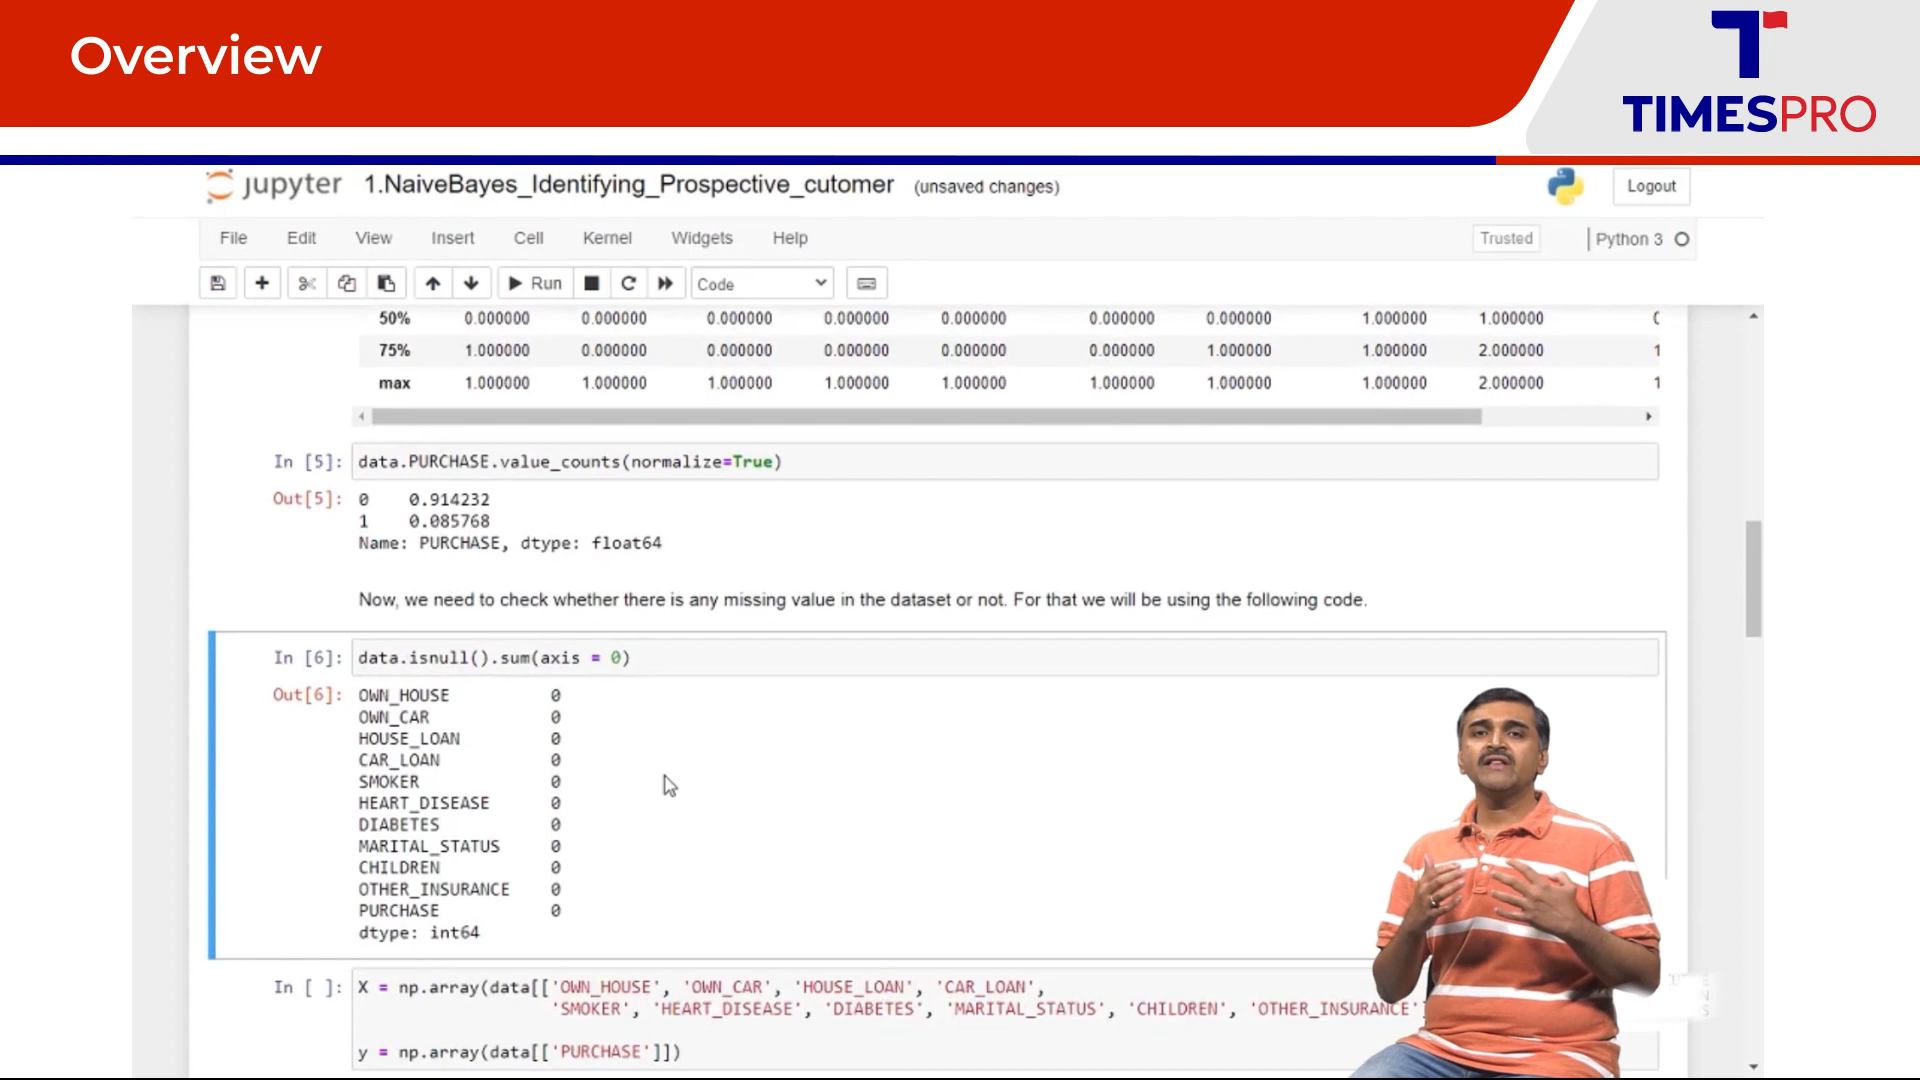 Overview
TIMESPRO
jupyter 1.NaiveBayes_Identifying_Prospective_cutomer (unsaved changes) Logout
File Edit View Insert Cell Kernel Widgets Help Trusted Python 3
Run Code
50% 0.000000 0.000000 0.000000 0.000000 0.000000 0.000000 0.000000 1.000000 1.000000
75% 1.000000 0.000000 0.000000 0.000000 0.000000 0.000000 1.000000 1.000000 2.000000 1
max 1.000000 1.000000 1.000000 1.000000 1.000000 1.000000 1.000000 1.000000 2.000000 1
In [5]: data.PURCHASE.value_counts(normalize=True)
Out[5]: 0 0.914232
1 0.085768
Name: PURCHASE, dtype: float64
Now, we need to check whether there is any missing value in the dataset or not. For that we will be using the following code.
In [6]: data.isnull().sum(axis = 0)
Out[6]: OWN_HOUSE 0
OWN_CAR 0
HOUSE_LOAN 0
CAR_LOAN 0
SMOKER 0
HEART_DISEASE 0
DIABETES 0
MARITAL_STATUS 0
CHILDREN 0
OTHER_INSURANCE 0
PURCHASE 0
dtype: int64
In [ ]: X = np.array(data[['OWN_HOUSE', 'OWN_CAR', 'HOUSE_LOAN', 'CAR_LOAN',
'SMOKER', 'HEART_DISEASE', 'DIABETES', 'MARITAL_STATUS', 'CHILDREN', 'OTHER_INSURANCE'
y = np.array(data[['PURCHASE']])